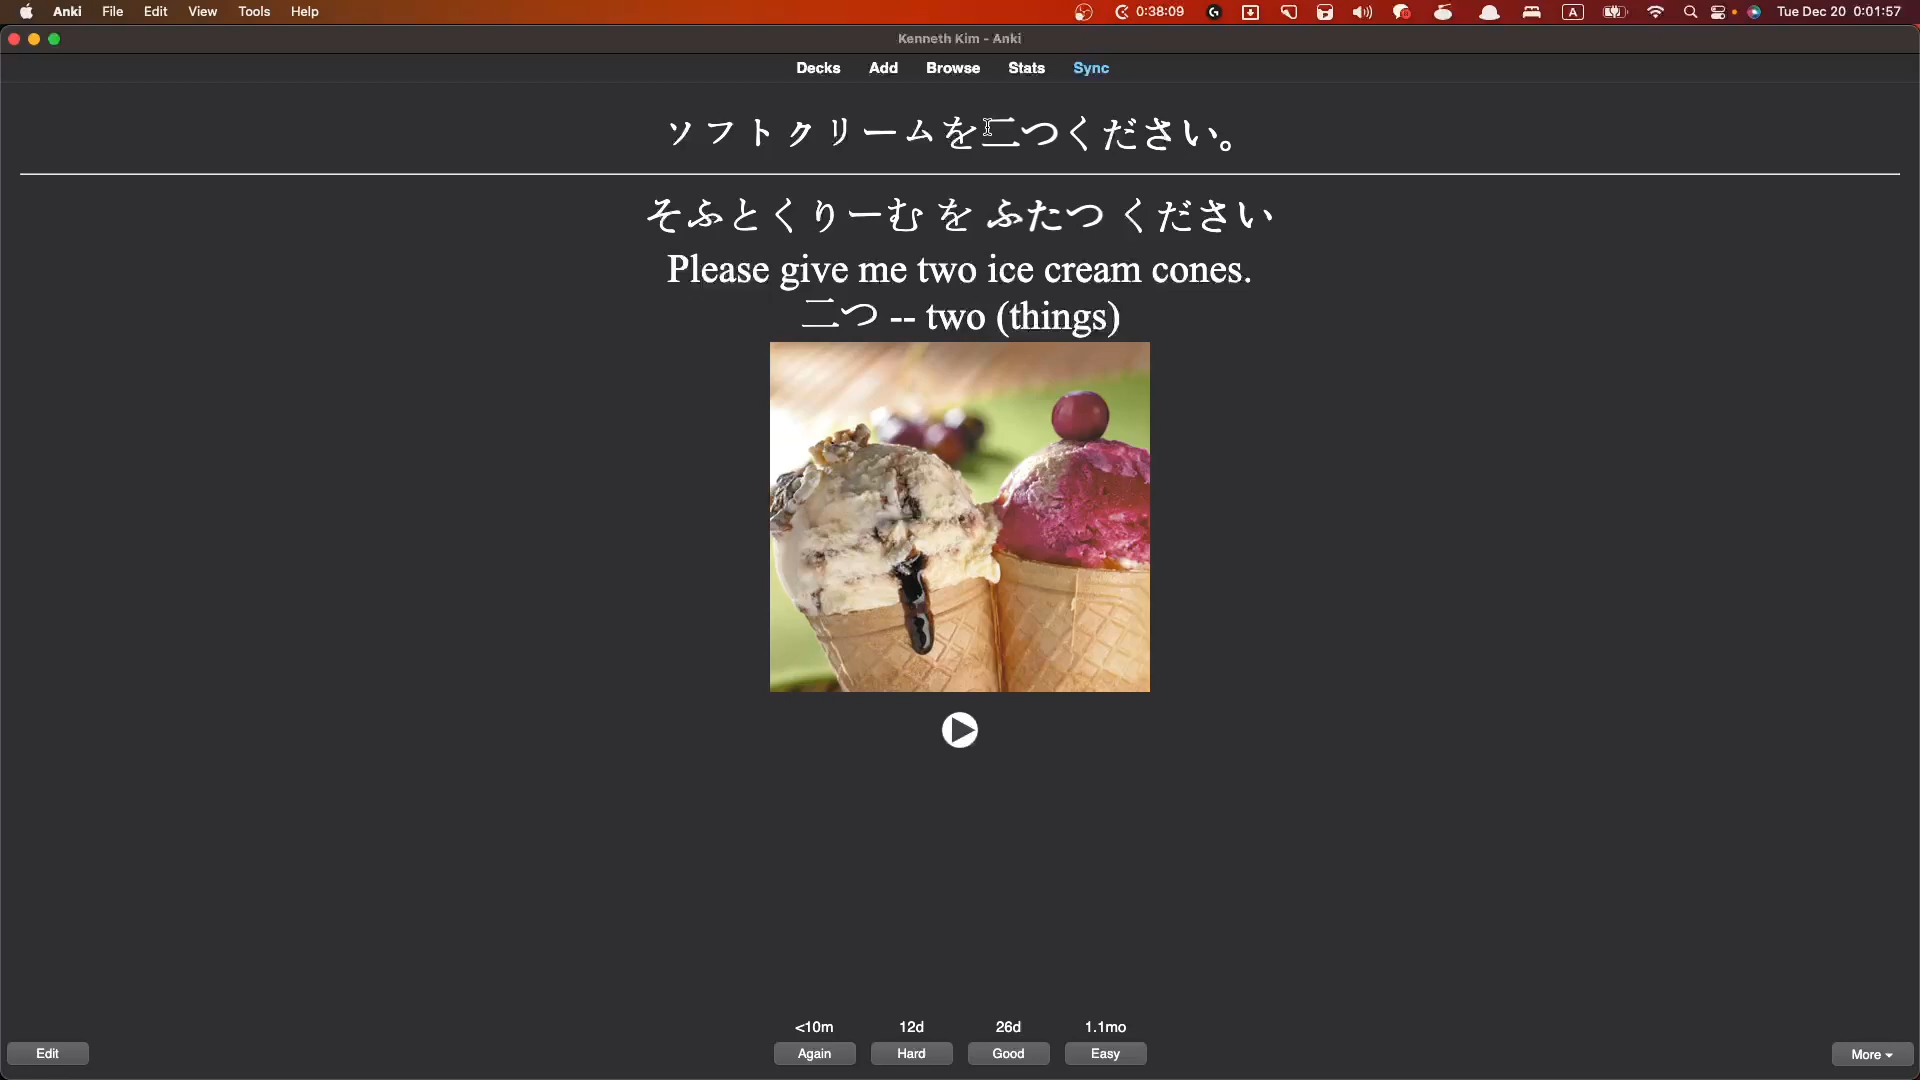 Anki File Edit View Tools Help 0:38:09 A Tue Dec 20 0:01:57
Kenneth Kim - Anki
Decks Add Browse Stats Sync
ソフトクリームを二つください。
そふとくりーむ を ふたつ ください
Please give me two ice cream cones.
二つ -- two (things)
<10m 12d 26d 1.1mo
Edit Again Hard Good Easy More